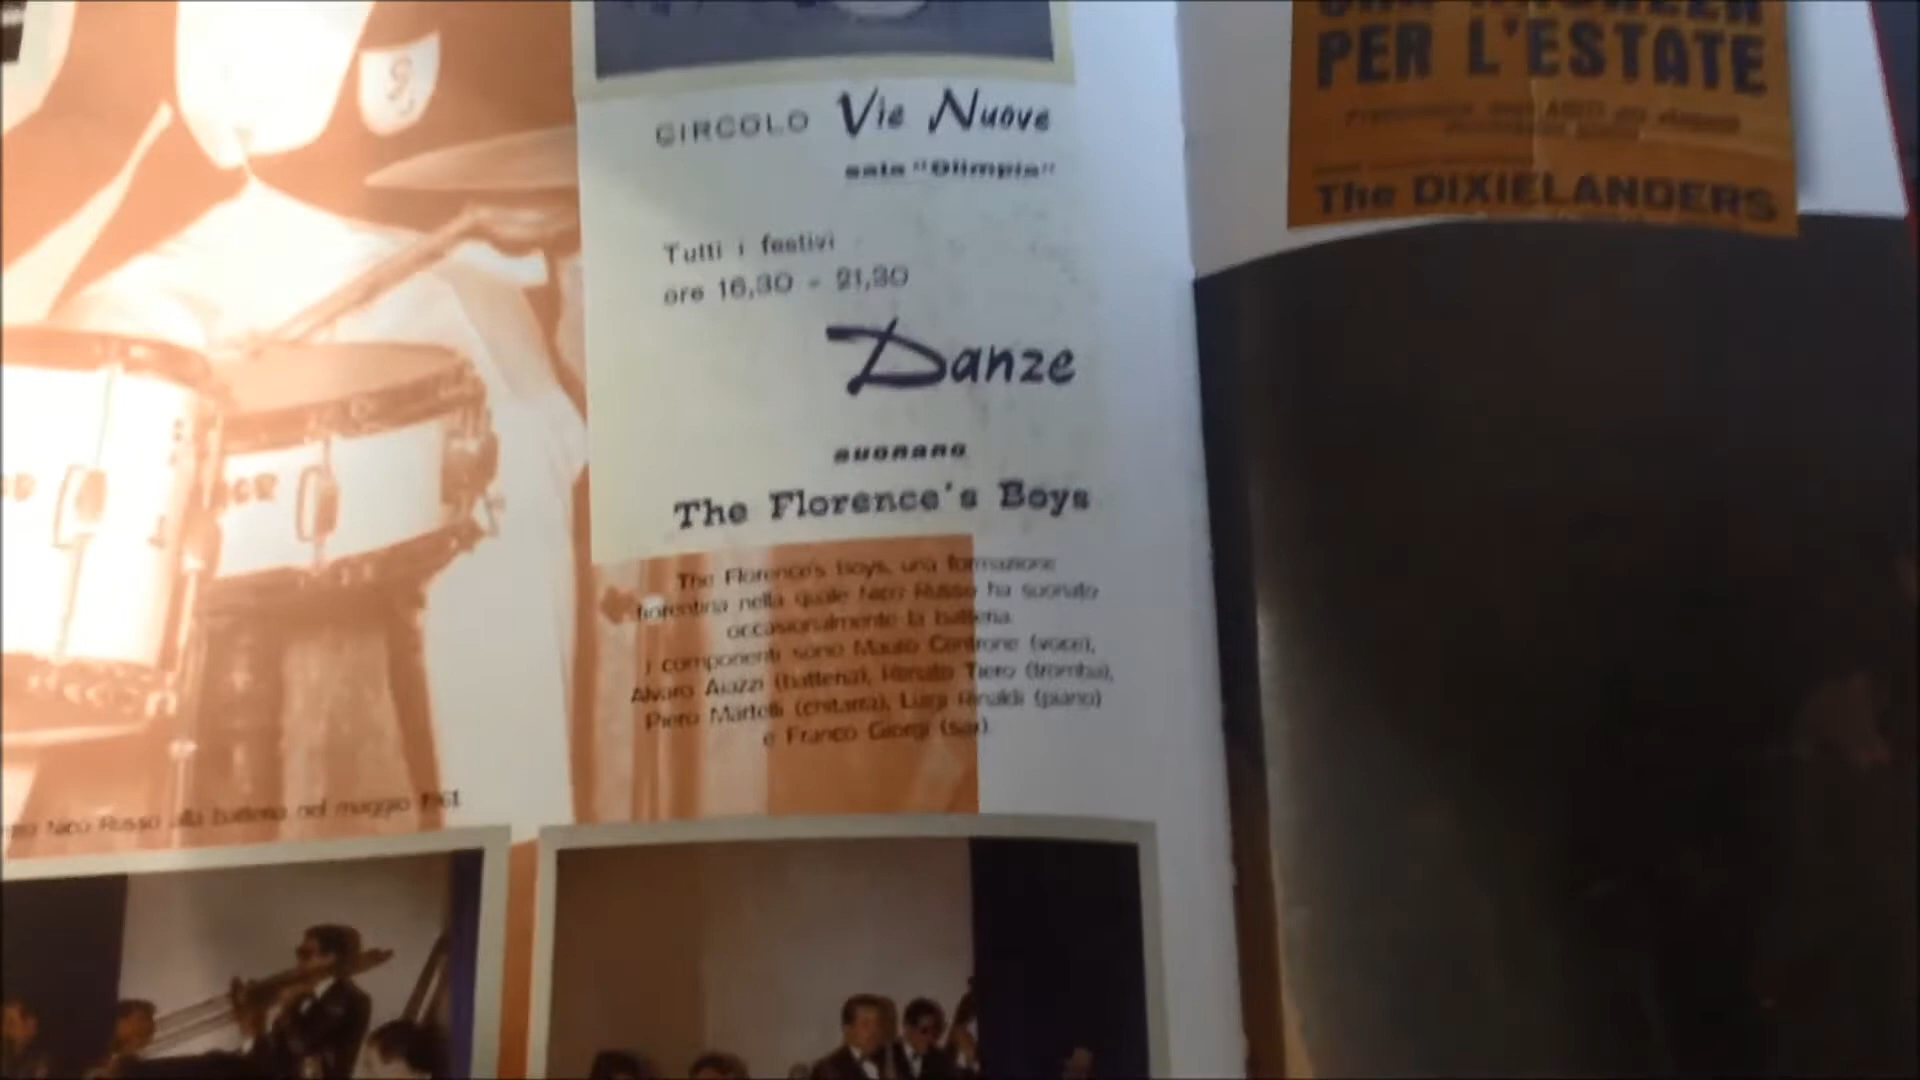 CIRCOLO Vie Nuove
sala "Olimpia"
Tutti i festivi
ore 16,30 - 21,30
Danze
suonano
The Florence's Boys
The Florence's Boys, una formazione
fiorentina nella quale Nico Russo ha suonato
occasionalmente la batteria.
I componenti sono Mauro Centrone (voce),
Alvaro Aiazzi (batteria), Renato Tiero (tromba),
Piero Martelli (chitarra), Luigi Rinaldi (piano)
e Franco Giorgi (sax).
Nico Russo alla batteria nel maggio 1961
PER L'ESTATE
The DIXIELANDERS